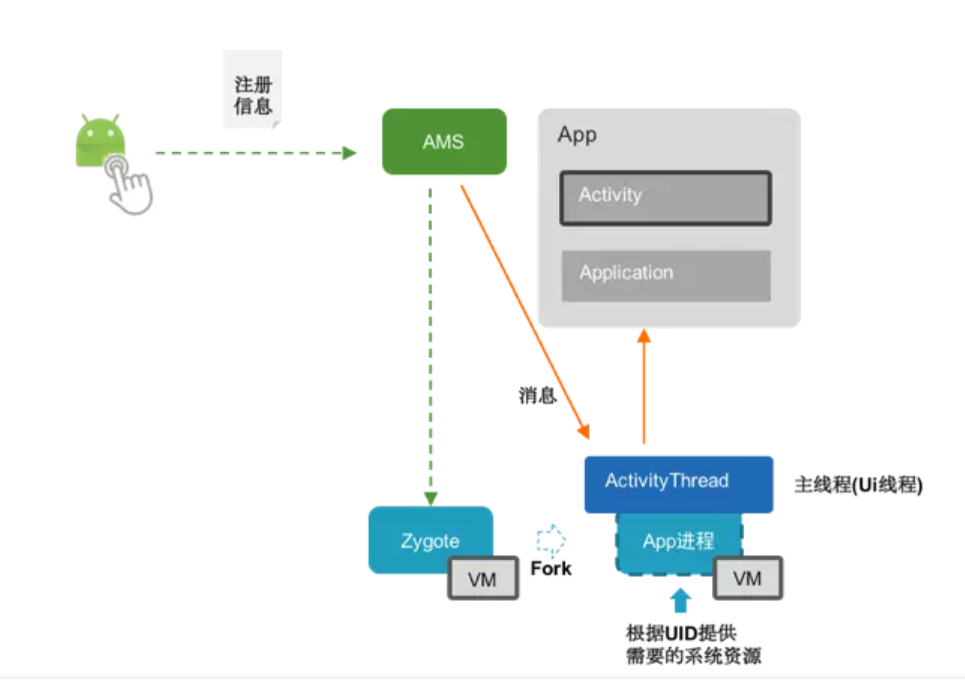 注册
信息
AMS
App
Activity
Application
消息
ActivityThread
主线程(Ui线程)
Zygote
VM
Fork
App进程
VM
根据UID提供
需要的系统资源